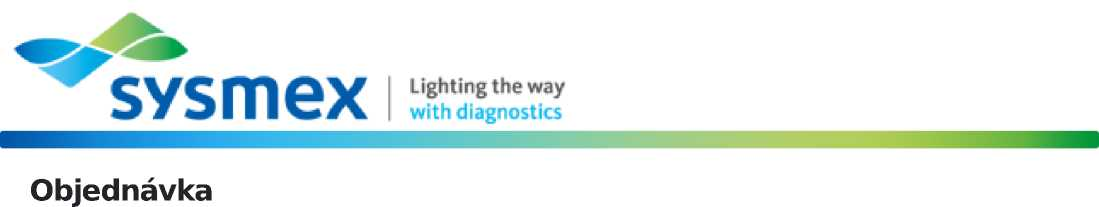 sysmex
Lighting the way
with diagnostics
Objednávka